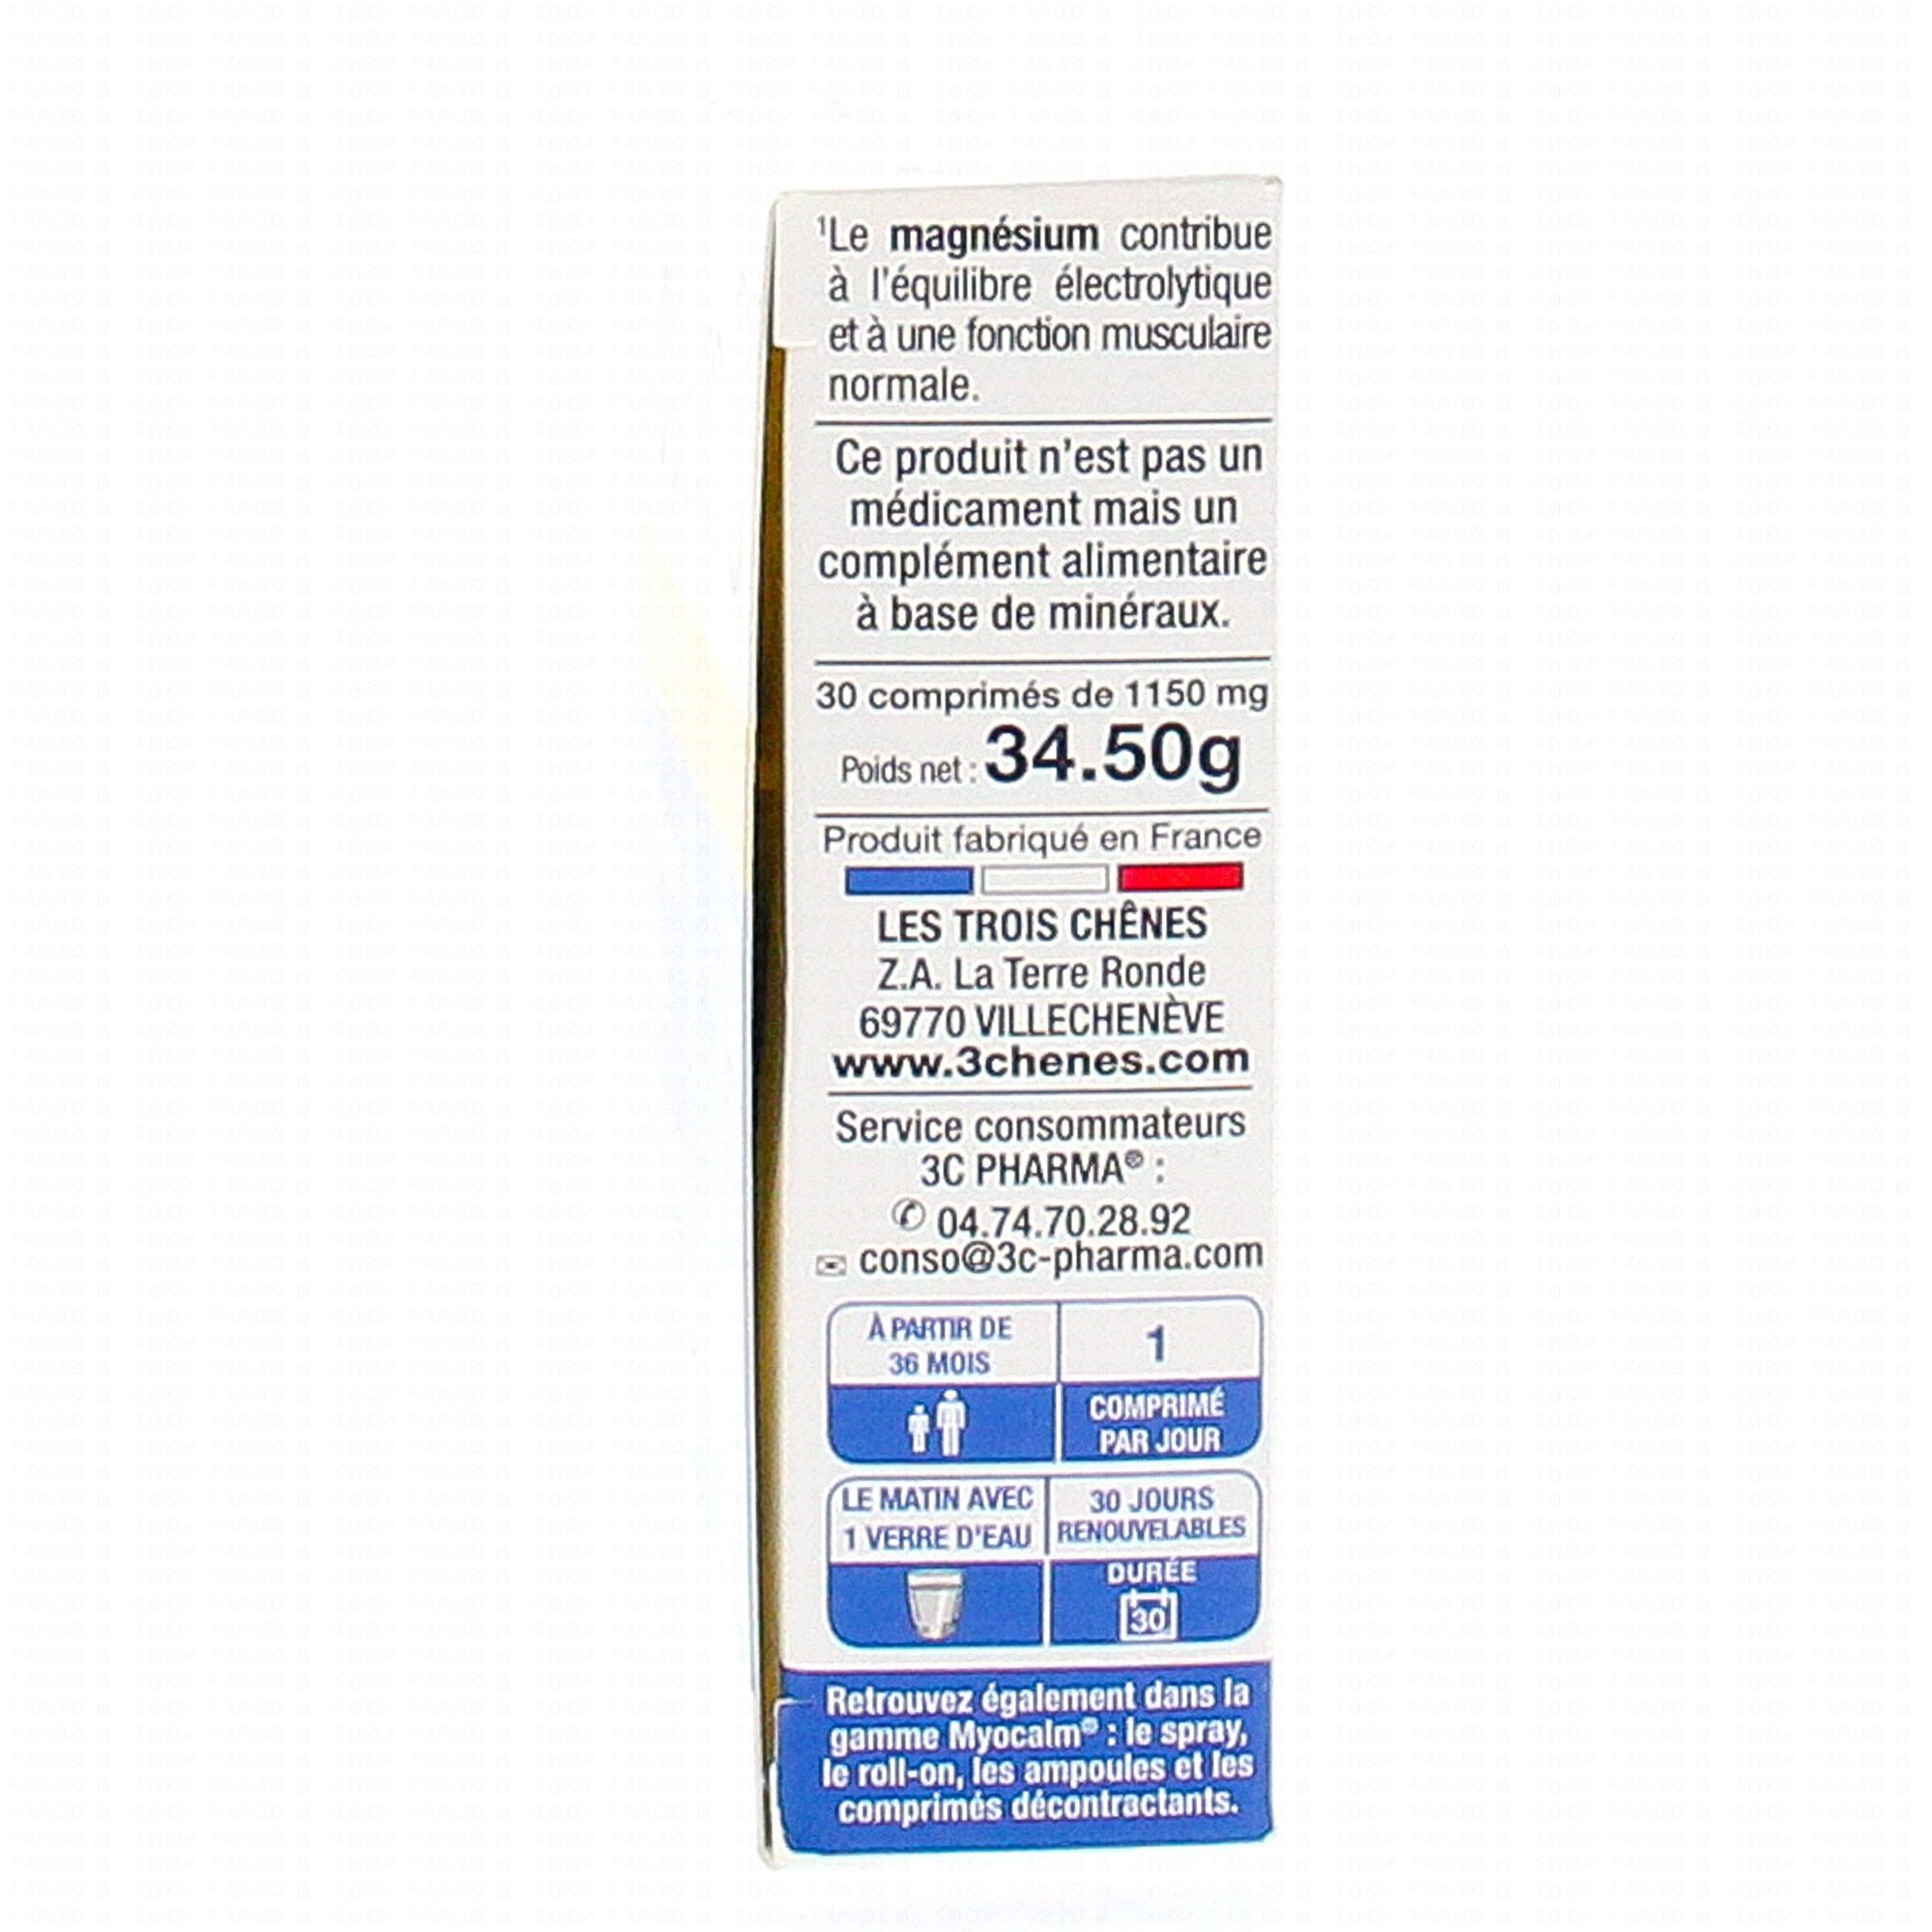 ¹Le magnésium contribue
à l'équilibre électrolytique
et à une fonction musculaire
normale.
Ce produit n'est pas un
médicament mais un
complément alimentaire
à base de minéraux.
30 comprimés de 1150 mg
Poids net : 34.50g
Produit fabriqué en France
LES TROIS CHÊNES
Z.A. La Terre Ronde
69770 VILLECHENÈVE
www.3chenes.com
Service consommateurs
3C PHARMA® :
✆ 04.74.70.28.92
✉ conso@3c-pharma.com
À PARTIR DE
36 MOIS
1
COMPRIMÉ
PAR JOUR
LE MATIN AVEC
1 VERRE D'EAU
30 JOURS
RENOUVELABLES
DURÉE
30
Retrouvez également dans la
gamme Myocalm® : le spray,
le roll-on, les ampoules et les
comprimés décontractants.